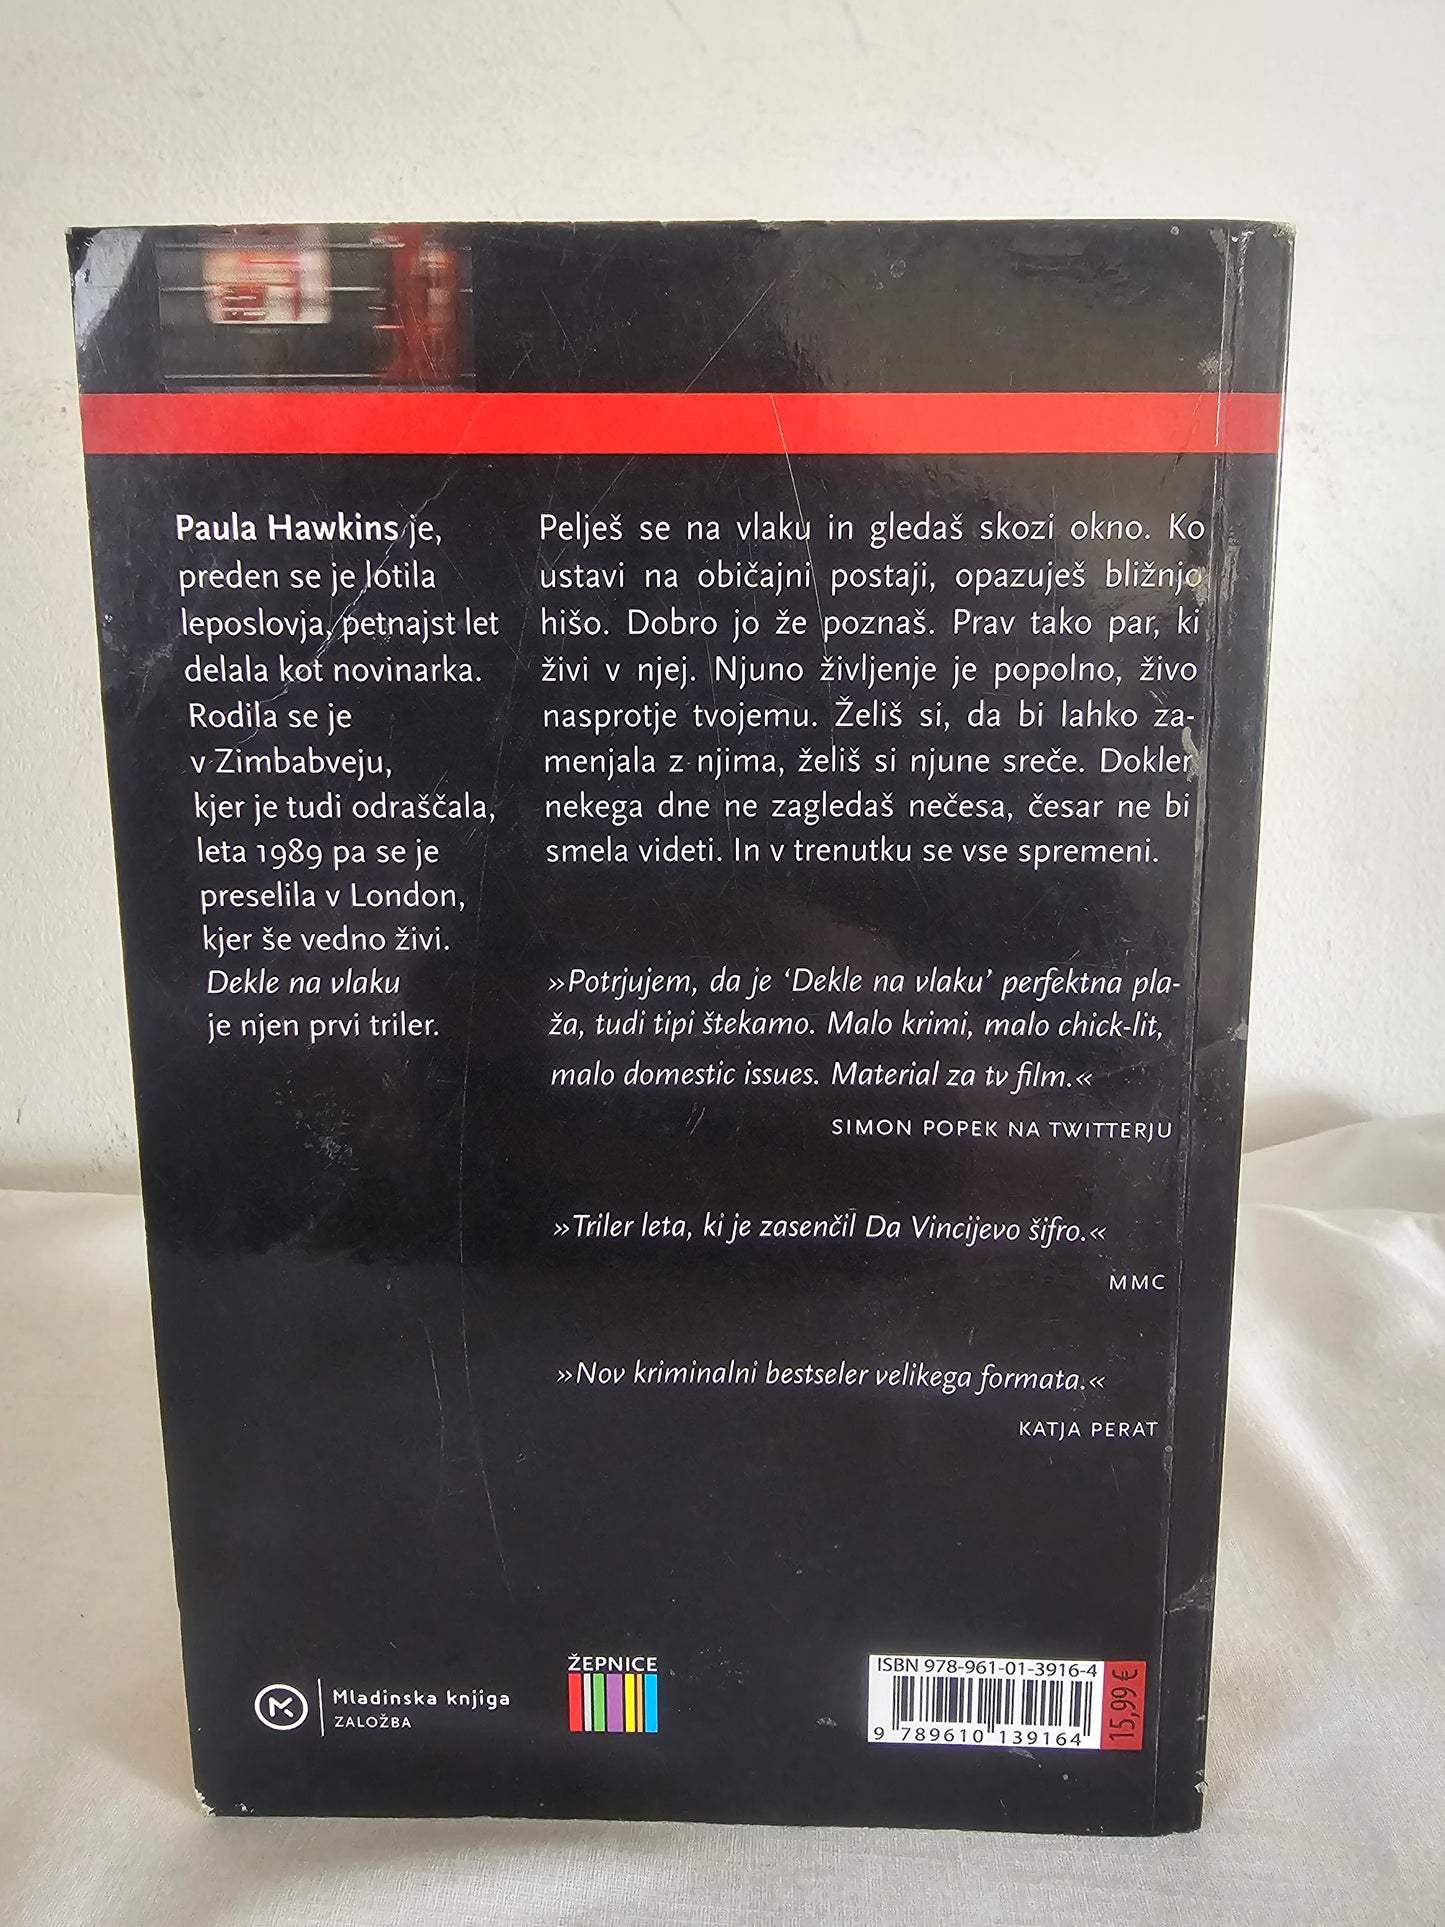 Paula Hawkins je,
preden se je lotila
leposlovja, petnajst let
delala kot novinarka.
Rodila se je
v Zimbabveju,
kjer je tudi odraščala,
leta 1989 pa se je
preselila v London,
kjer še vedno živi.
Dekle na vlaku
je njen prvi triler.
Pelješ se na vlaku in gledaš skozi okno. Ko
ustavi na običajni postaji, opazuješ bližnjo
hišo. Dobro jo že poznaš. Prav tako par, ki
živi v njej. Njuno življenje je popolno, živo
nasprotje tvojemu. Želiš si, da bi lahko za-
menjala z njima, želiš si njune sreče. Dokler
nekega dne ne zagledaš nečesa, česar ne bi
smela videti. In v trenutku se vse spremeni.
»Potrjujem, da je ‘Dekle na vlaku’ perfektna pla-
ža, tudi tipi štekamo. Malo krimi, malo chick-lit,
malo domestic issues. Material za tv film.«
SIMON POPEK NA TWITTERJU
»Triler leta, ki je zasenčil Da Vincijevo šifro.«
MMC
»Nov kriminalni bestseler velikega formata.«
KATJA PERAT
Mladinska knjiga
ZALOŽBA
ŽEPNICE
ISBN 978-961-01-3916-4
9 789610 139164
15,99 €